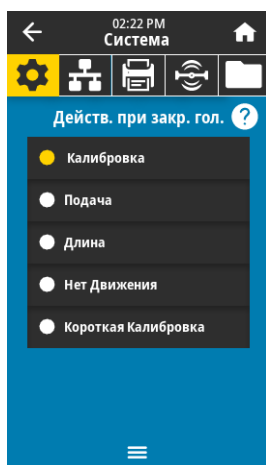 02:22 PM
Система
Действ. при закр. гол. ?
Калибровка
Подача
Длина
Нет Движения
Короткая Калибровка